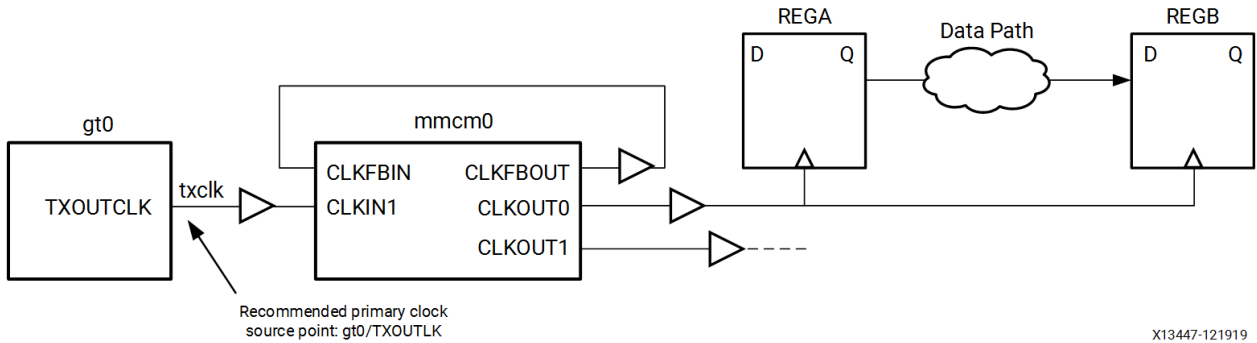 REGA
REGB
Data Path
D
Q
D
Q
gt0
mmcm0
txclk
TXOUTCLK
CLKFBIN
CLKFBOUT
CLKIN1
CLKOUT0
CLKOUT1
Recommended primary clock
source point: gt0/TXOUTLK
X13447-121919